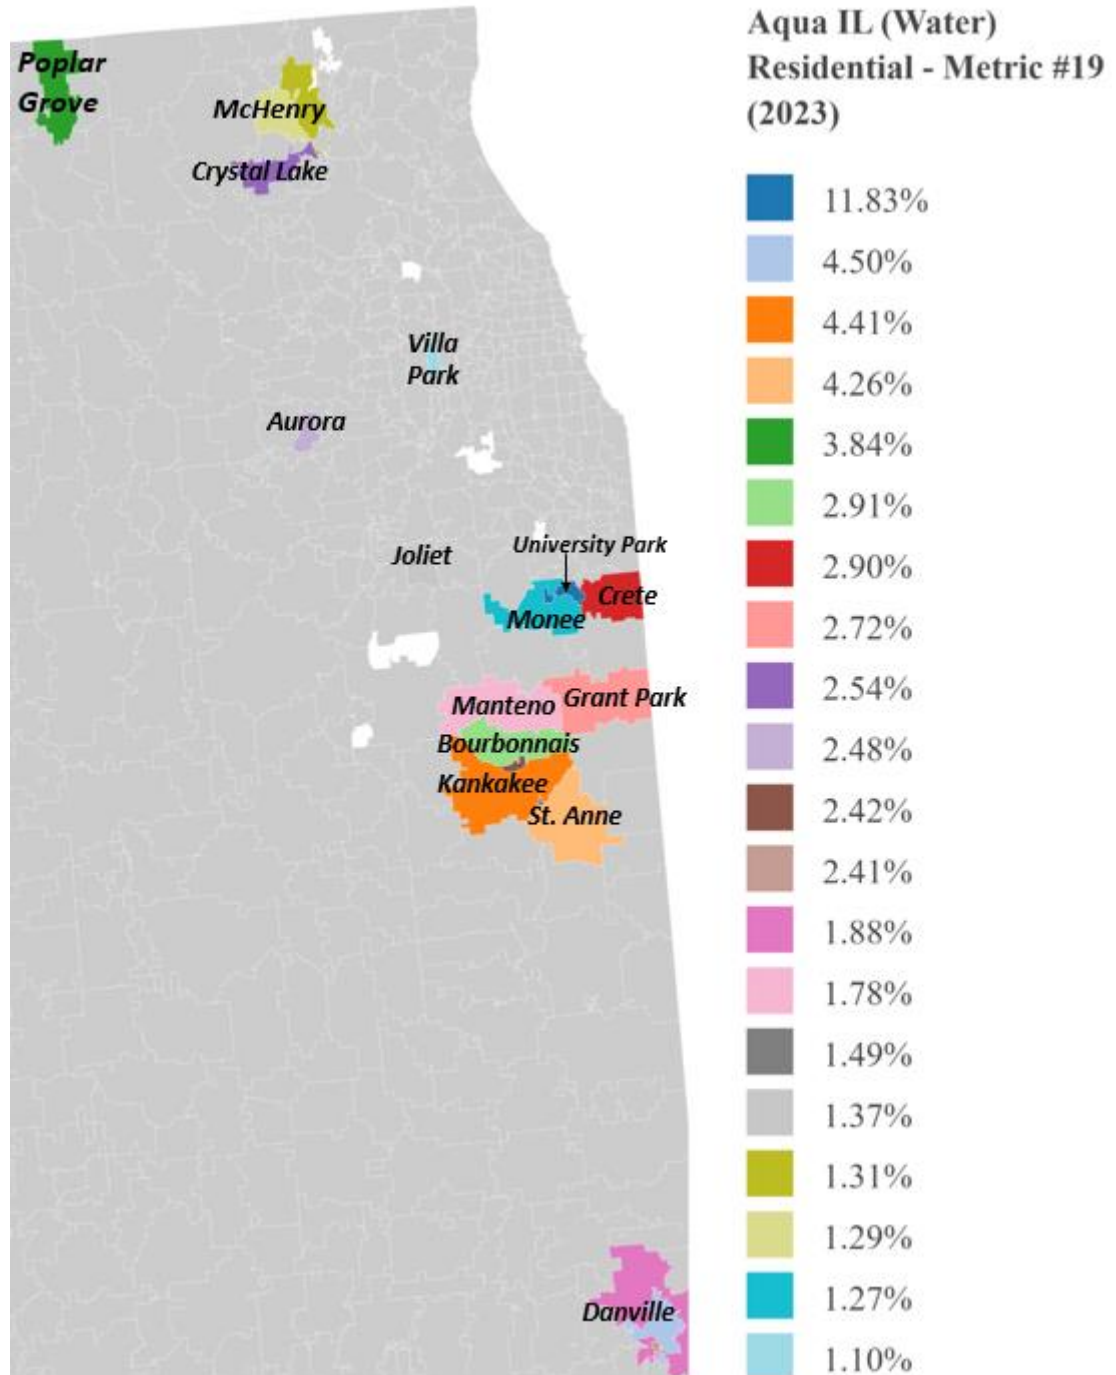 Aqua IL (Water)
Residential - Metric #19
(2023)
Poplar
Grove
McHenry
Crystal Lake
Villa
Park
Aurora
Joliet
University Park
Crete
Monee
Manteno
Grant Park
Bourbonnais
Kankakee
St. Anne
Danville
11.83%
4.50%
4.41%
4.26%
3.84%
2.91%
2.90%
2.72%
2.54%
2.48%
2.42%
2.41%
1.88%
1.78%
1.49%
1.37%
1.31%
1.29%
1.27%
1.10%